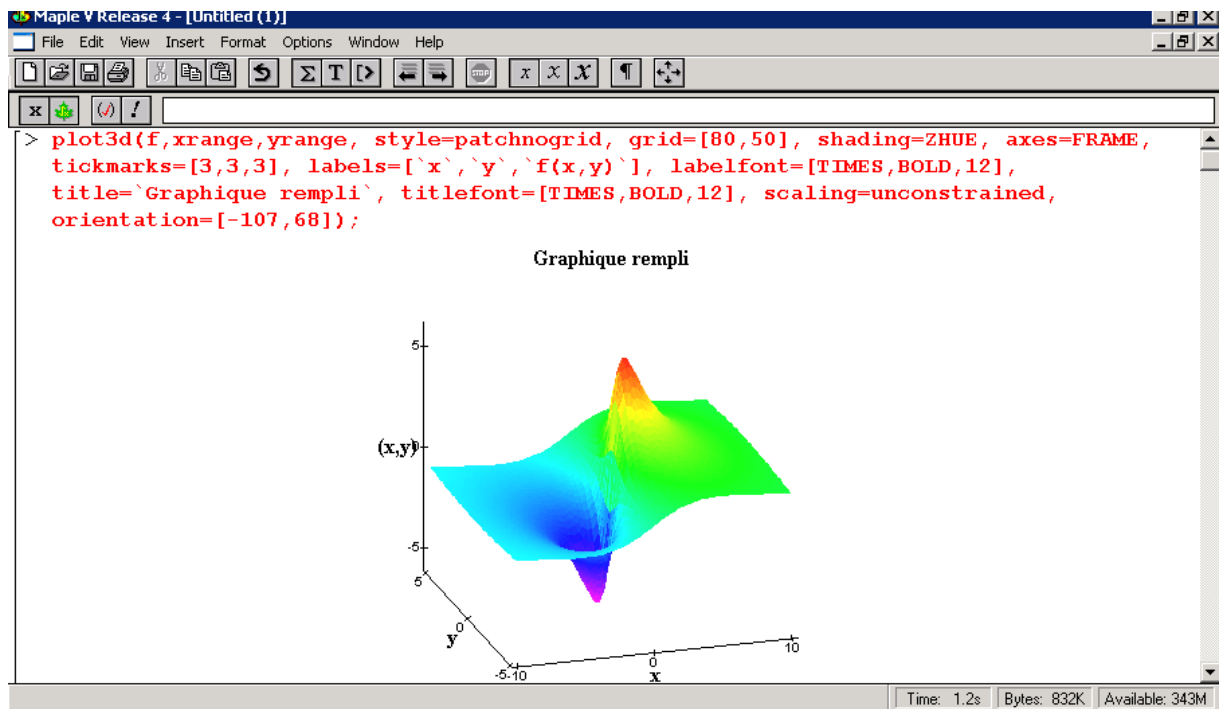 Maple V Release 4 - [Untitled (1)]
File Edit View Insert Format Options Window Help
Σ T [> STOP x x x ¶
x (√) !
> plot3d(f,xrange,yrange, style=patchnogrid, grid=[80,50], shading=ZHUE, axes=FRAME,
tickmarks=[3,3,3], labels=[`x`,`y`,`f(x,y)`], labelfont=[TIMES,BOLD,12],
title=`Graphique rempli`, titlefont=[TIMES,BOLD,12], scaling=unconstrained,
orientation=[-107,68]);
Graphique rempli
5
(x,y)0
-5
5
0
y
-5-10
0
10
x
Time: 1.2s Bytes: 832K Available: 343M